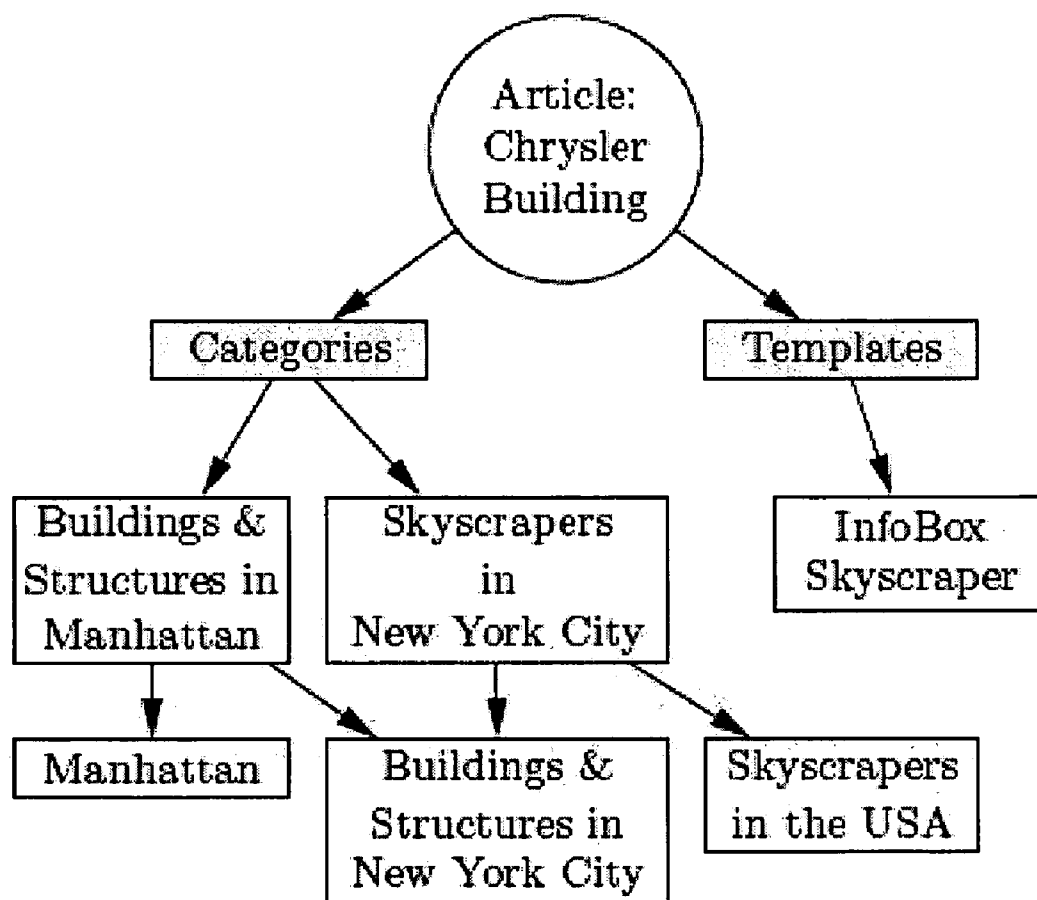 Article:
Chrysler
Building
Categories
Templates
Buildings &
Structures in
Manhattan
Skyscrapers
in
New York City
InfoBox
Skyscraper
Manhattan
Buildings &
Structures in
New York City
Skyscrapers
in the USA